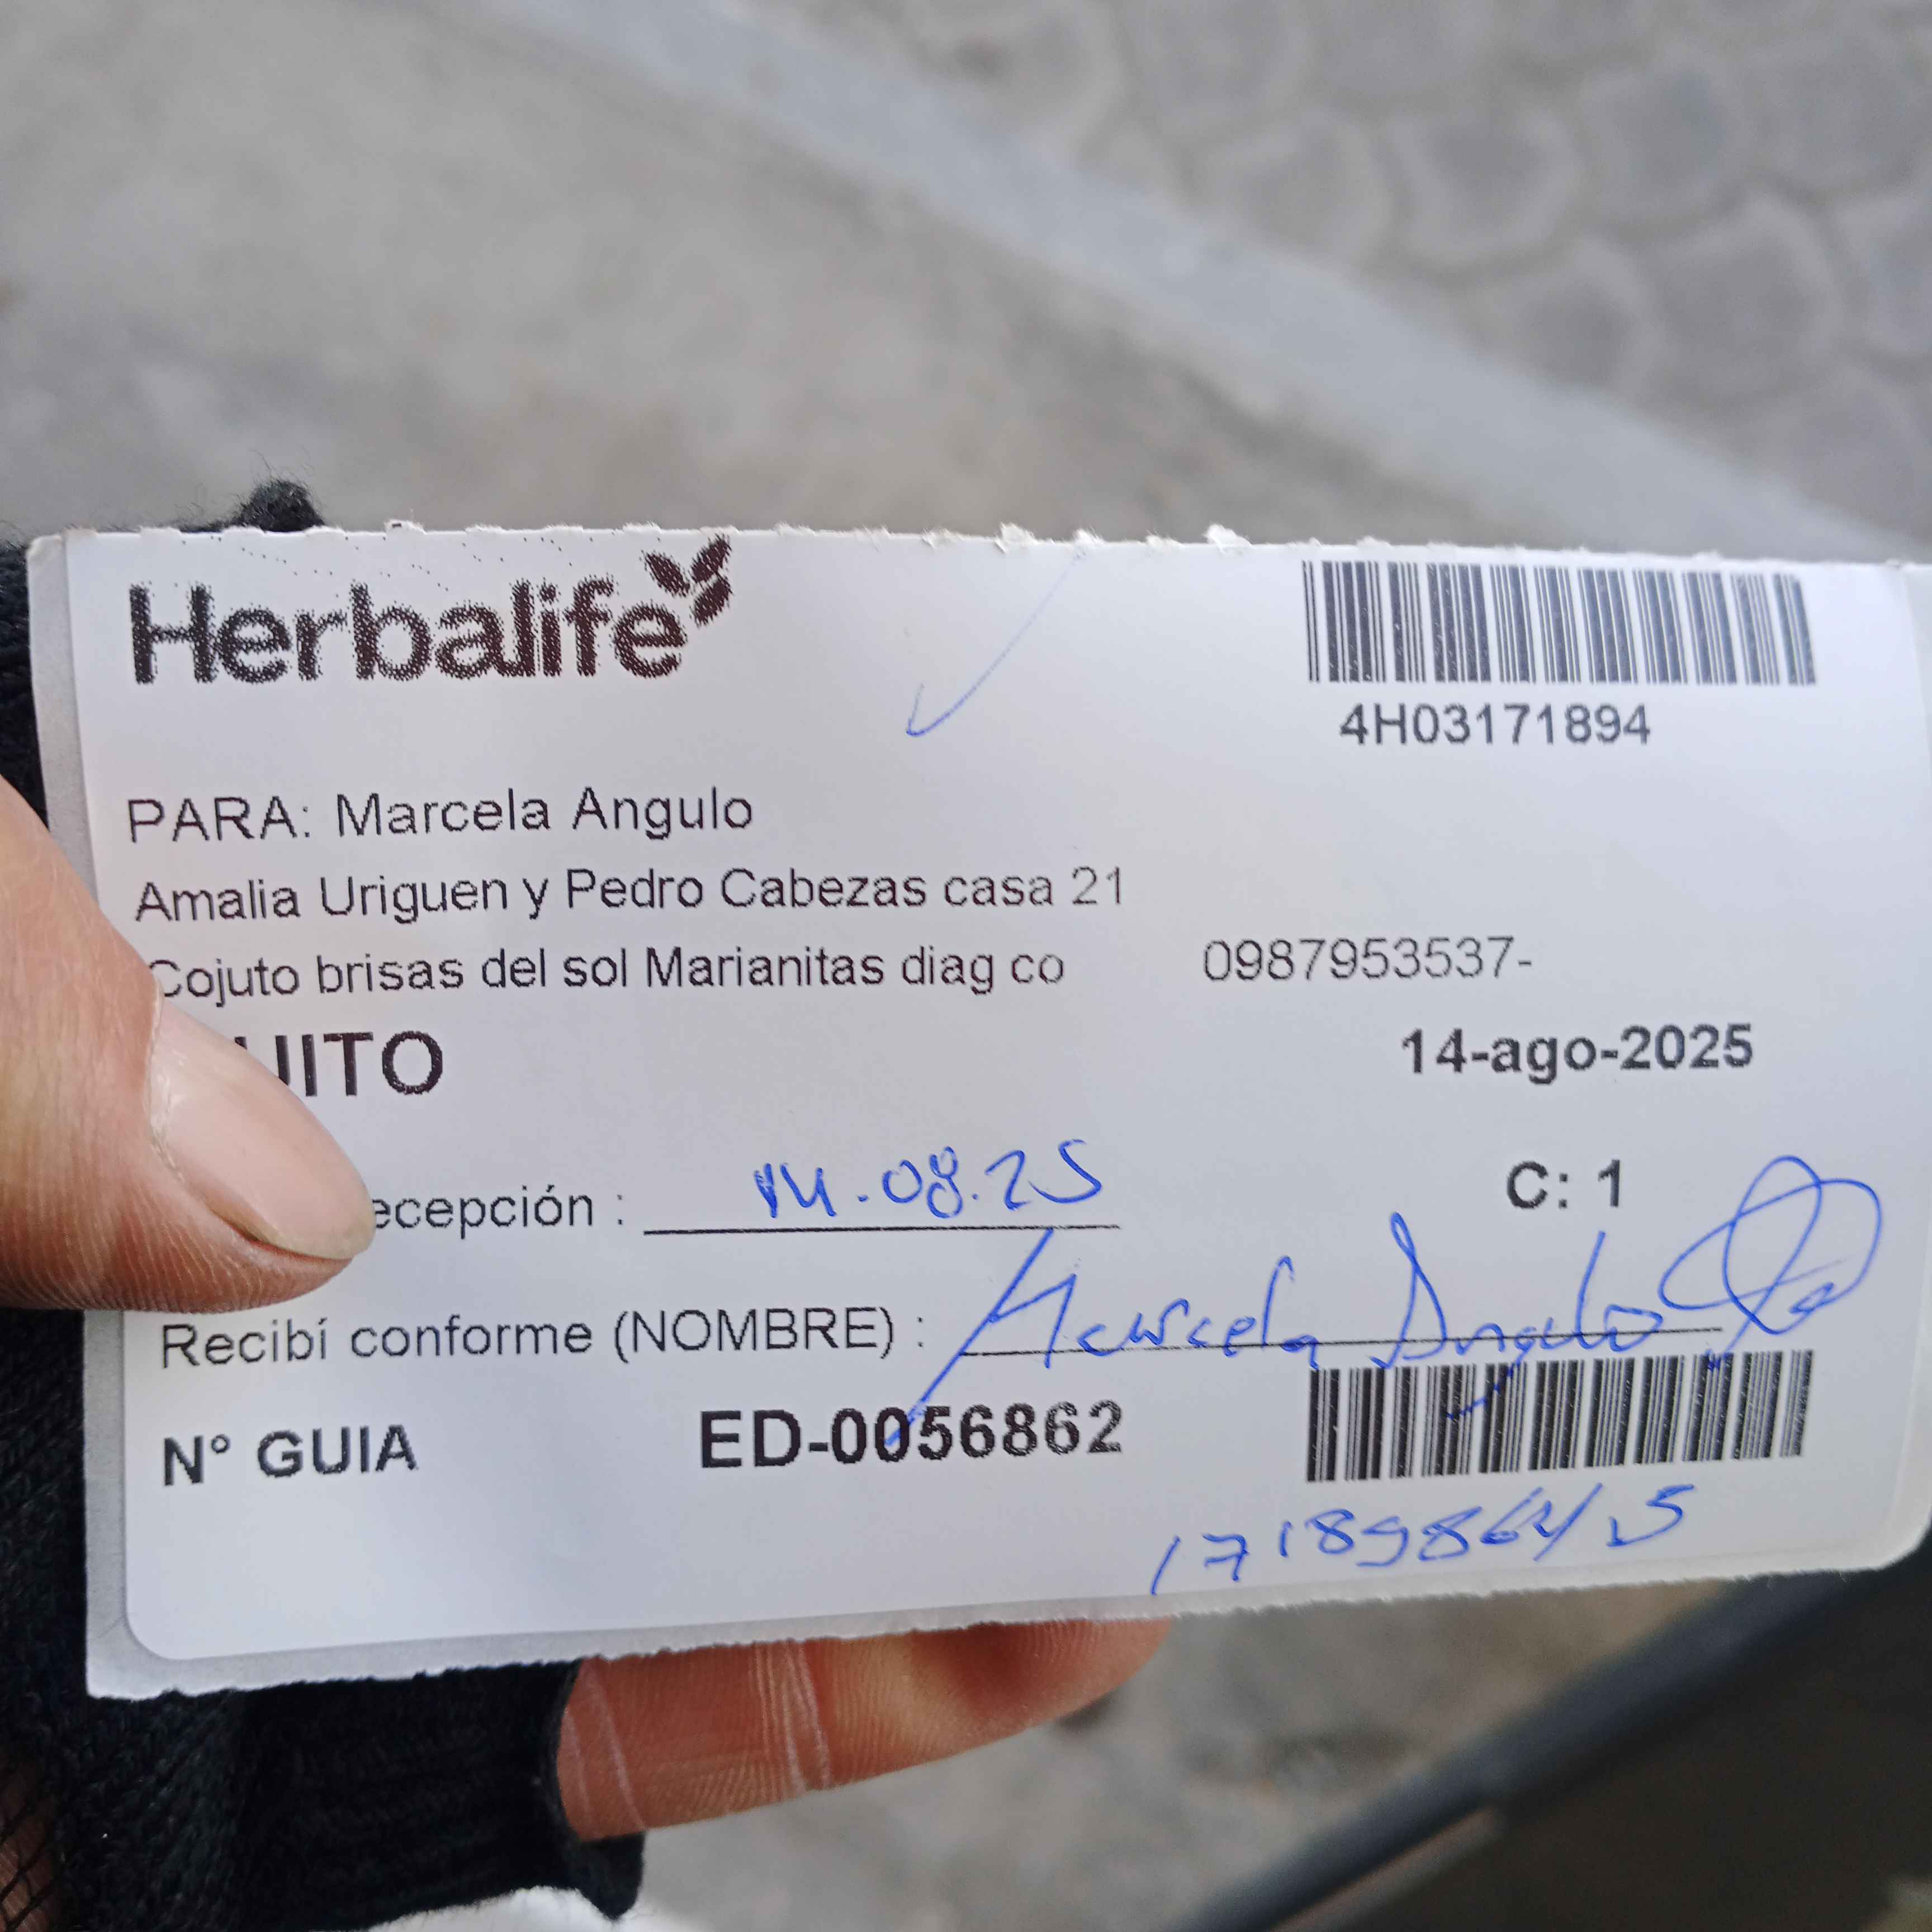 Herbalife
4H03171894
PARA: Marcela Angulo
Amalia Uriguen y Pedro Cabezas casa 21
Cojuto brisas del sol Marianitas diag co 0987953537-
UITO
14-ago-2025
ecepción : 14.08.25
C: 1
Recibí conforme (NOMBRE) : Marcela Angulo
N° GUIA ED-0056862